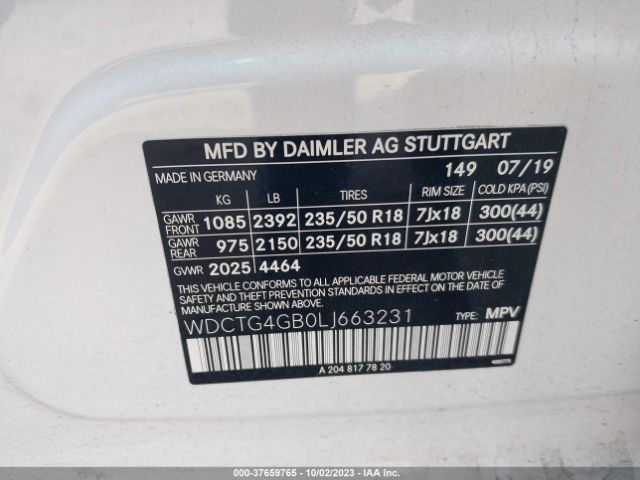 MFD BY DAIMLER AG STUTTGART
MADE IN GERMANY 149 07/19
KG LB TIRES RIM SIZE COLD KPA(PSI)
GAWR FRONT 1085 2392 235/50 R18 7Jx18 300(44)
GAWR REAR 975 2150 235/50 R18 7Jx18 300(44)
GVWR 2025 4464
THIS VEHICLE CONFORMS TO ALL APPLICABLE FEDERAL MOTOR VEHICLE
SAFETY, BUMPER, AND THEFT PREVENTION STANDARDS IN EFFECT ON THE DATE
OF MANUFACTURE SHOWN ABOVE.
WDCTG4GB0LJ663231 TYPE: MPV
A 204 817 78 20
000-37659765 - 10/02/2023 - IAAI.COM